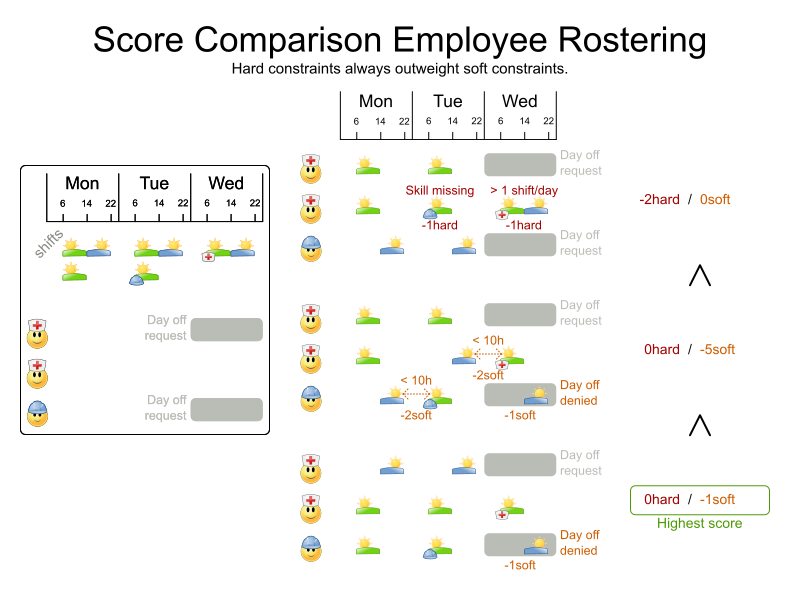 Score Comparison Employee Rostering
Hard constraints always outweight soft constraints.
Mon Tue Wed
6 14 22 6 14 22 6 14 22
shifts
Day off
request
Day off
request
Mon Tue Wed
6 14 22 6 14 22 6 14 22
Day off
request
Skill missing > 1 shift/day
-1hard -1hard
Day off
request
-2hard / 0soft
Day off
request
< 10h
-2soft
< 10h
-2soft
Day off
denied
-1soft
0hard / -5soft
Day off
request
Day off
denied
-1soft
0hard / -1soft
Highest score